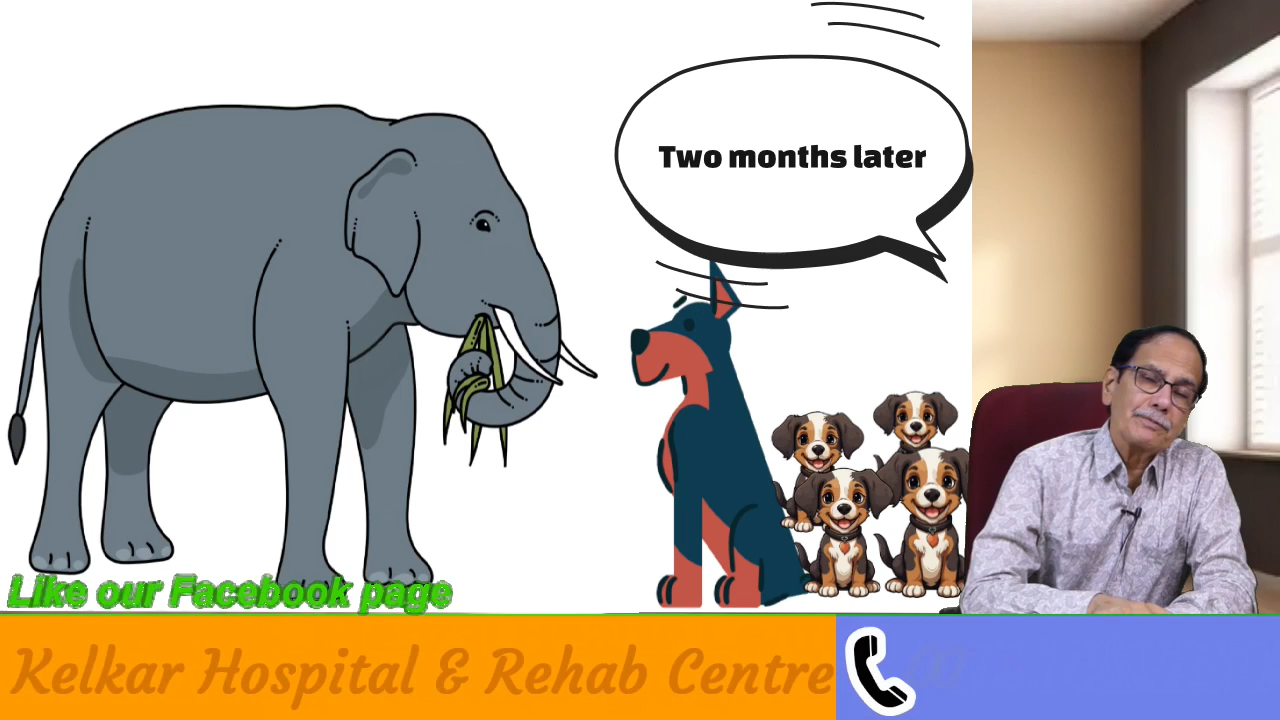 Two months later
Like our Facebook page
Kelkar Hospital & Rehab Centre